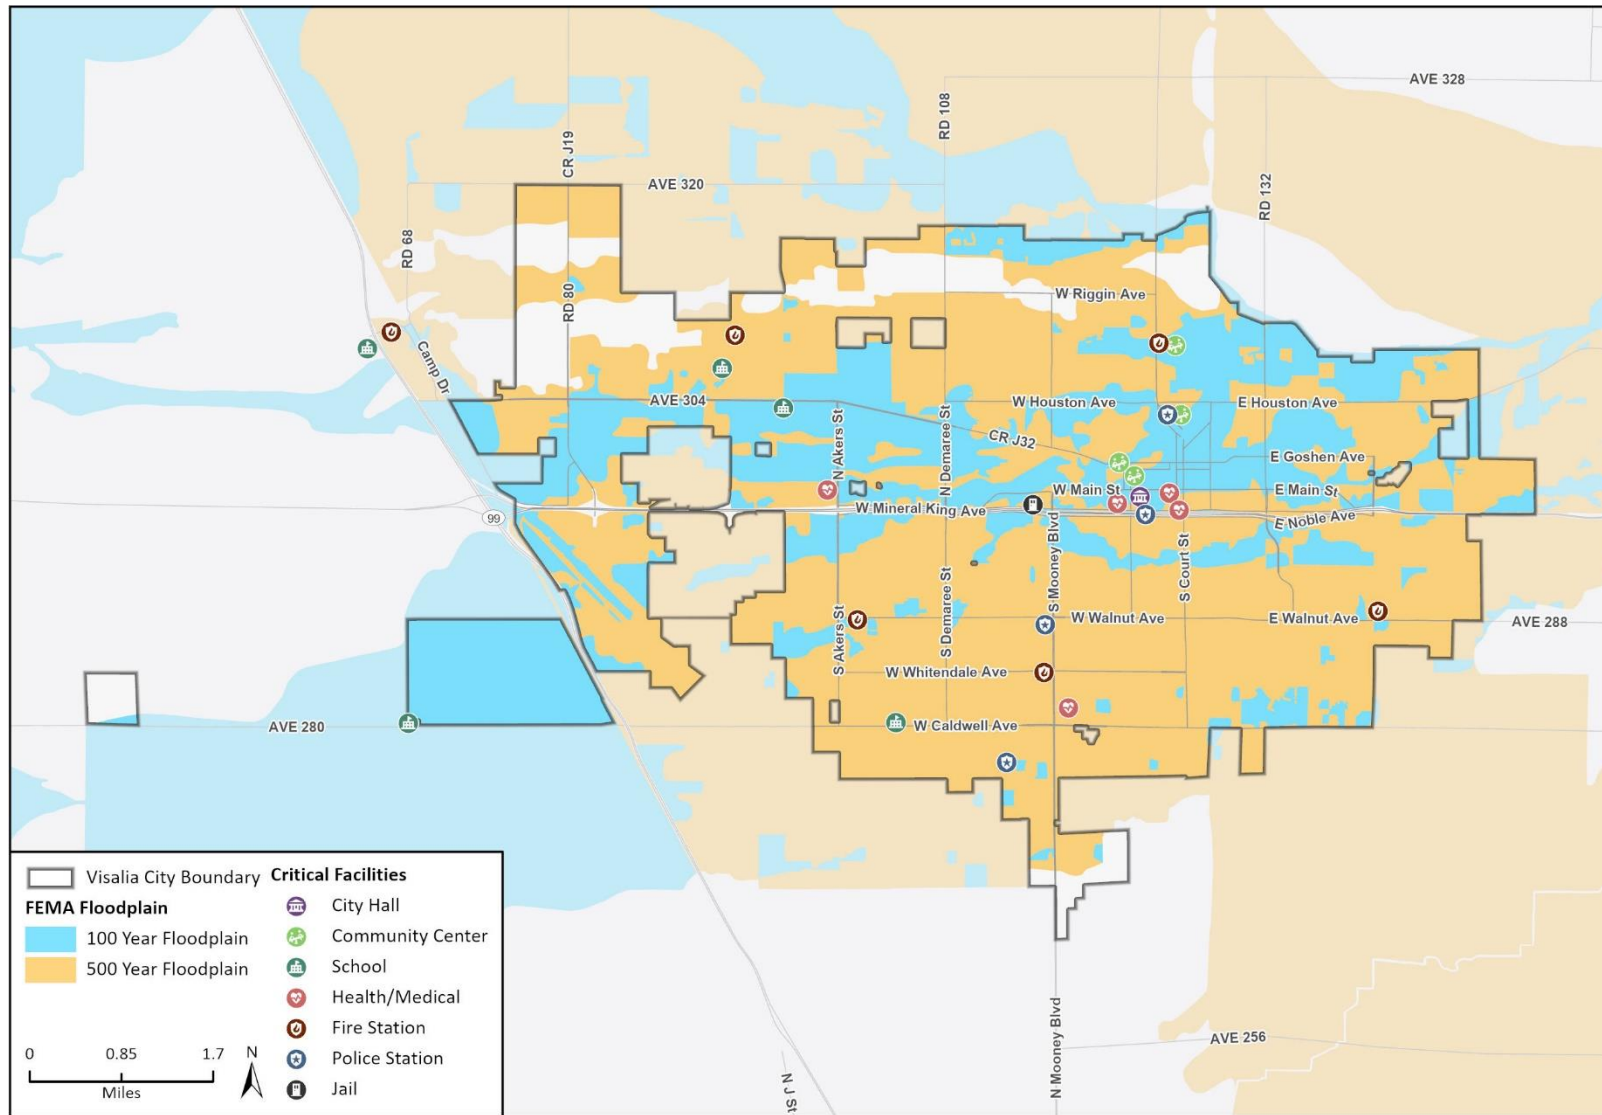 AVE 328
CR J19
RD 108
RD 132
AVE 320
RD 68
RD 80
W Riggin Ave
Camp Dr
AVE 304
W Houston Ave
E Houston Ave
N Akers St
N Demaree St
CR J32
E Goshen Ave
W Main St
E Main St
W Mineral King Ave
99
E Noble Ave
S Mooney Blvd
S Court St
S Akers St
S Demaree St
W Walnut Ave
E Walnut Ave
AVE 288
W Whitendale Ave
AVE 280
W Caldwell Ave
N Mooney Blvd
AVE 256
N J St
Visalia City Boundary
FEMA Floodplain
100 Year Floodplain
500 Year Floodplain
0 0.85 1.7
Miles
N
Critical Facilities
City Hall
Community Center
School
Health/Medical
Fire Station
Police Station
Jail